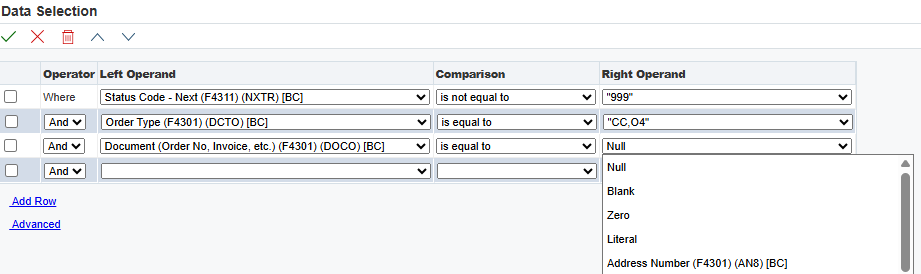 Data Selection
Operator Left Operand Comparison Right Operand
Where Status Code - Next (F4311) (NXTR) [BC] is not equal to "999"
And Order Type (F4301) (DCTO) [BC] is equal to "CC,O4"
And Document (Order No, Invoice, etc.) (F4301) (DOCO) [BC] is equal to Null
And
Null
Blank
Zero
Literal
Address Number (F4301) (AN8) [BC]
Add Row
Advanced